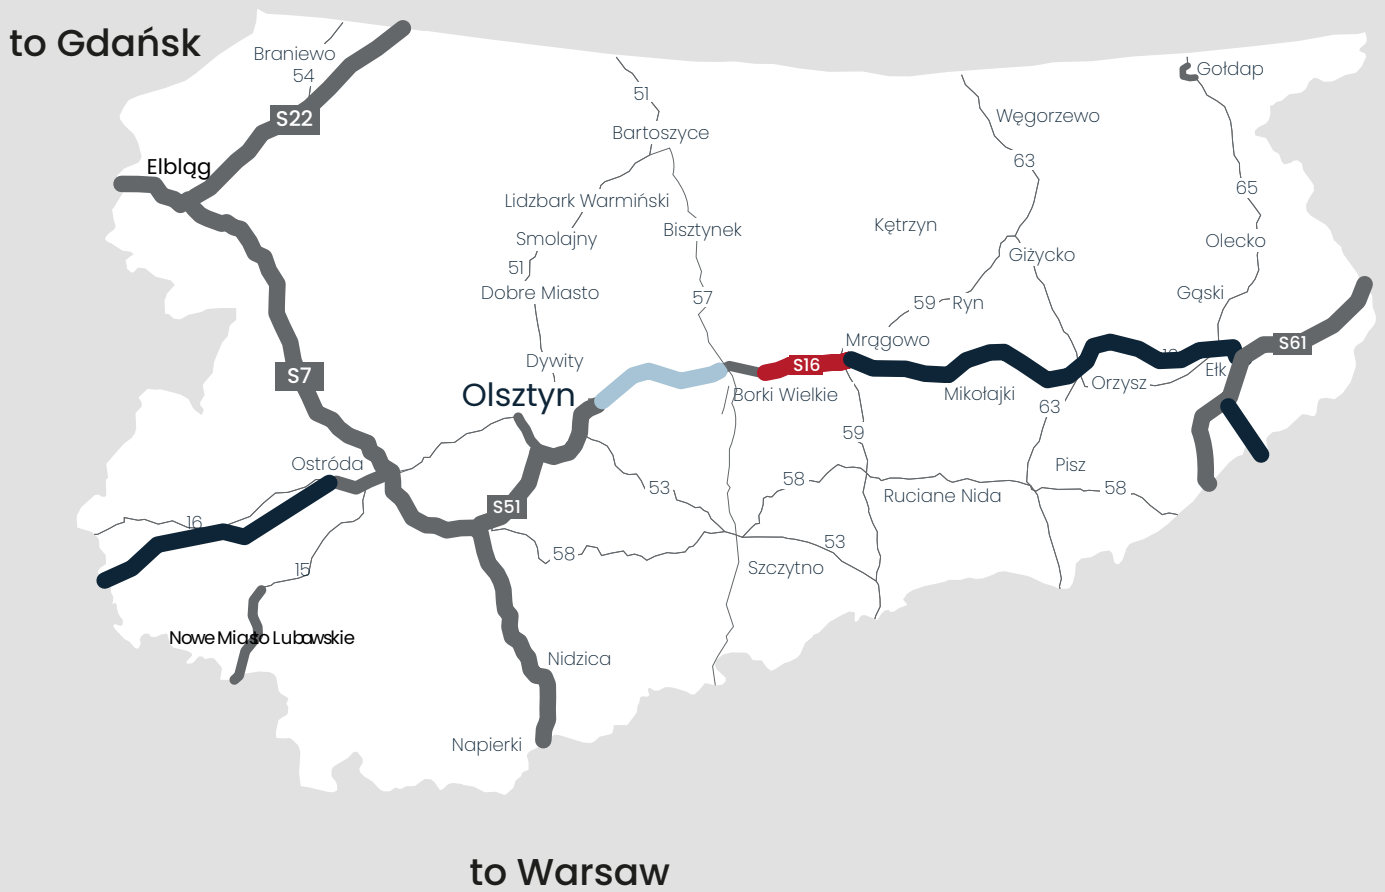 to Gdańsk
Braniewo
54
S22
Elbląg
51
Bartoszyce
Gołdap
Węgorzewo
63
65
Lidzbark Warmiński
Smolajny
Bisztynek
Kętrzyn
Olecko
51
Giżycko
Dobre Miasto
57
59
Ryn
Gąski
Mrągowo
S61
Dywity
S16
16
Ełk
S7
Olsztyn
Borki Wielkie
Mikołajki
Orzysz
63
59
Ostróda
Pisz
53
58
Ruciane Nida
58
S51
16
58
53
15
Szczytno
Nowe Miasto Lubawskie
Nidzica
Napierki
to Warsaw